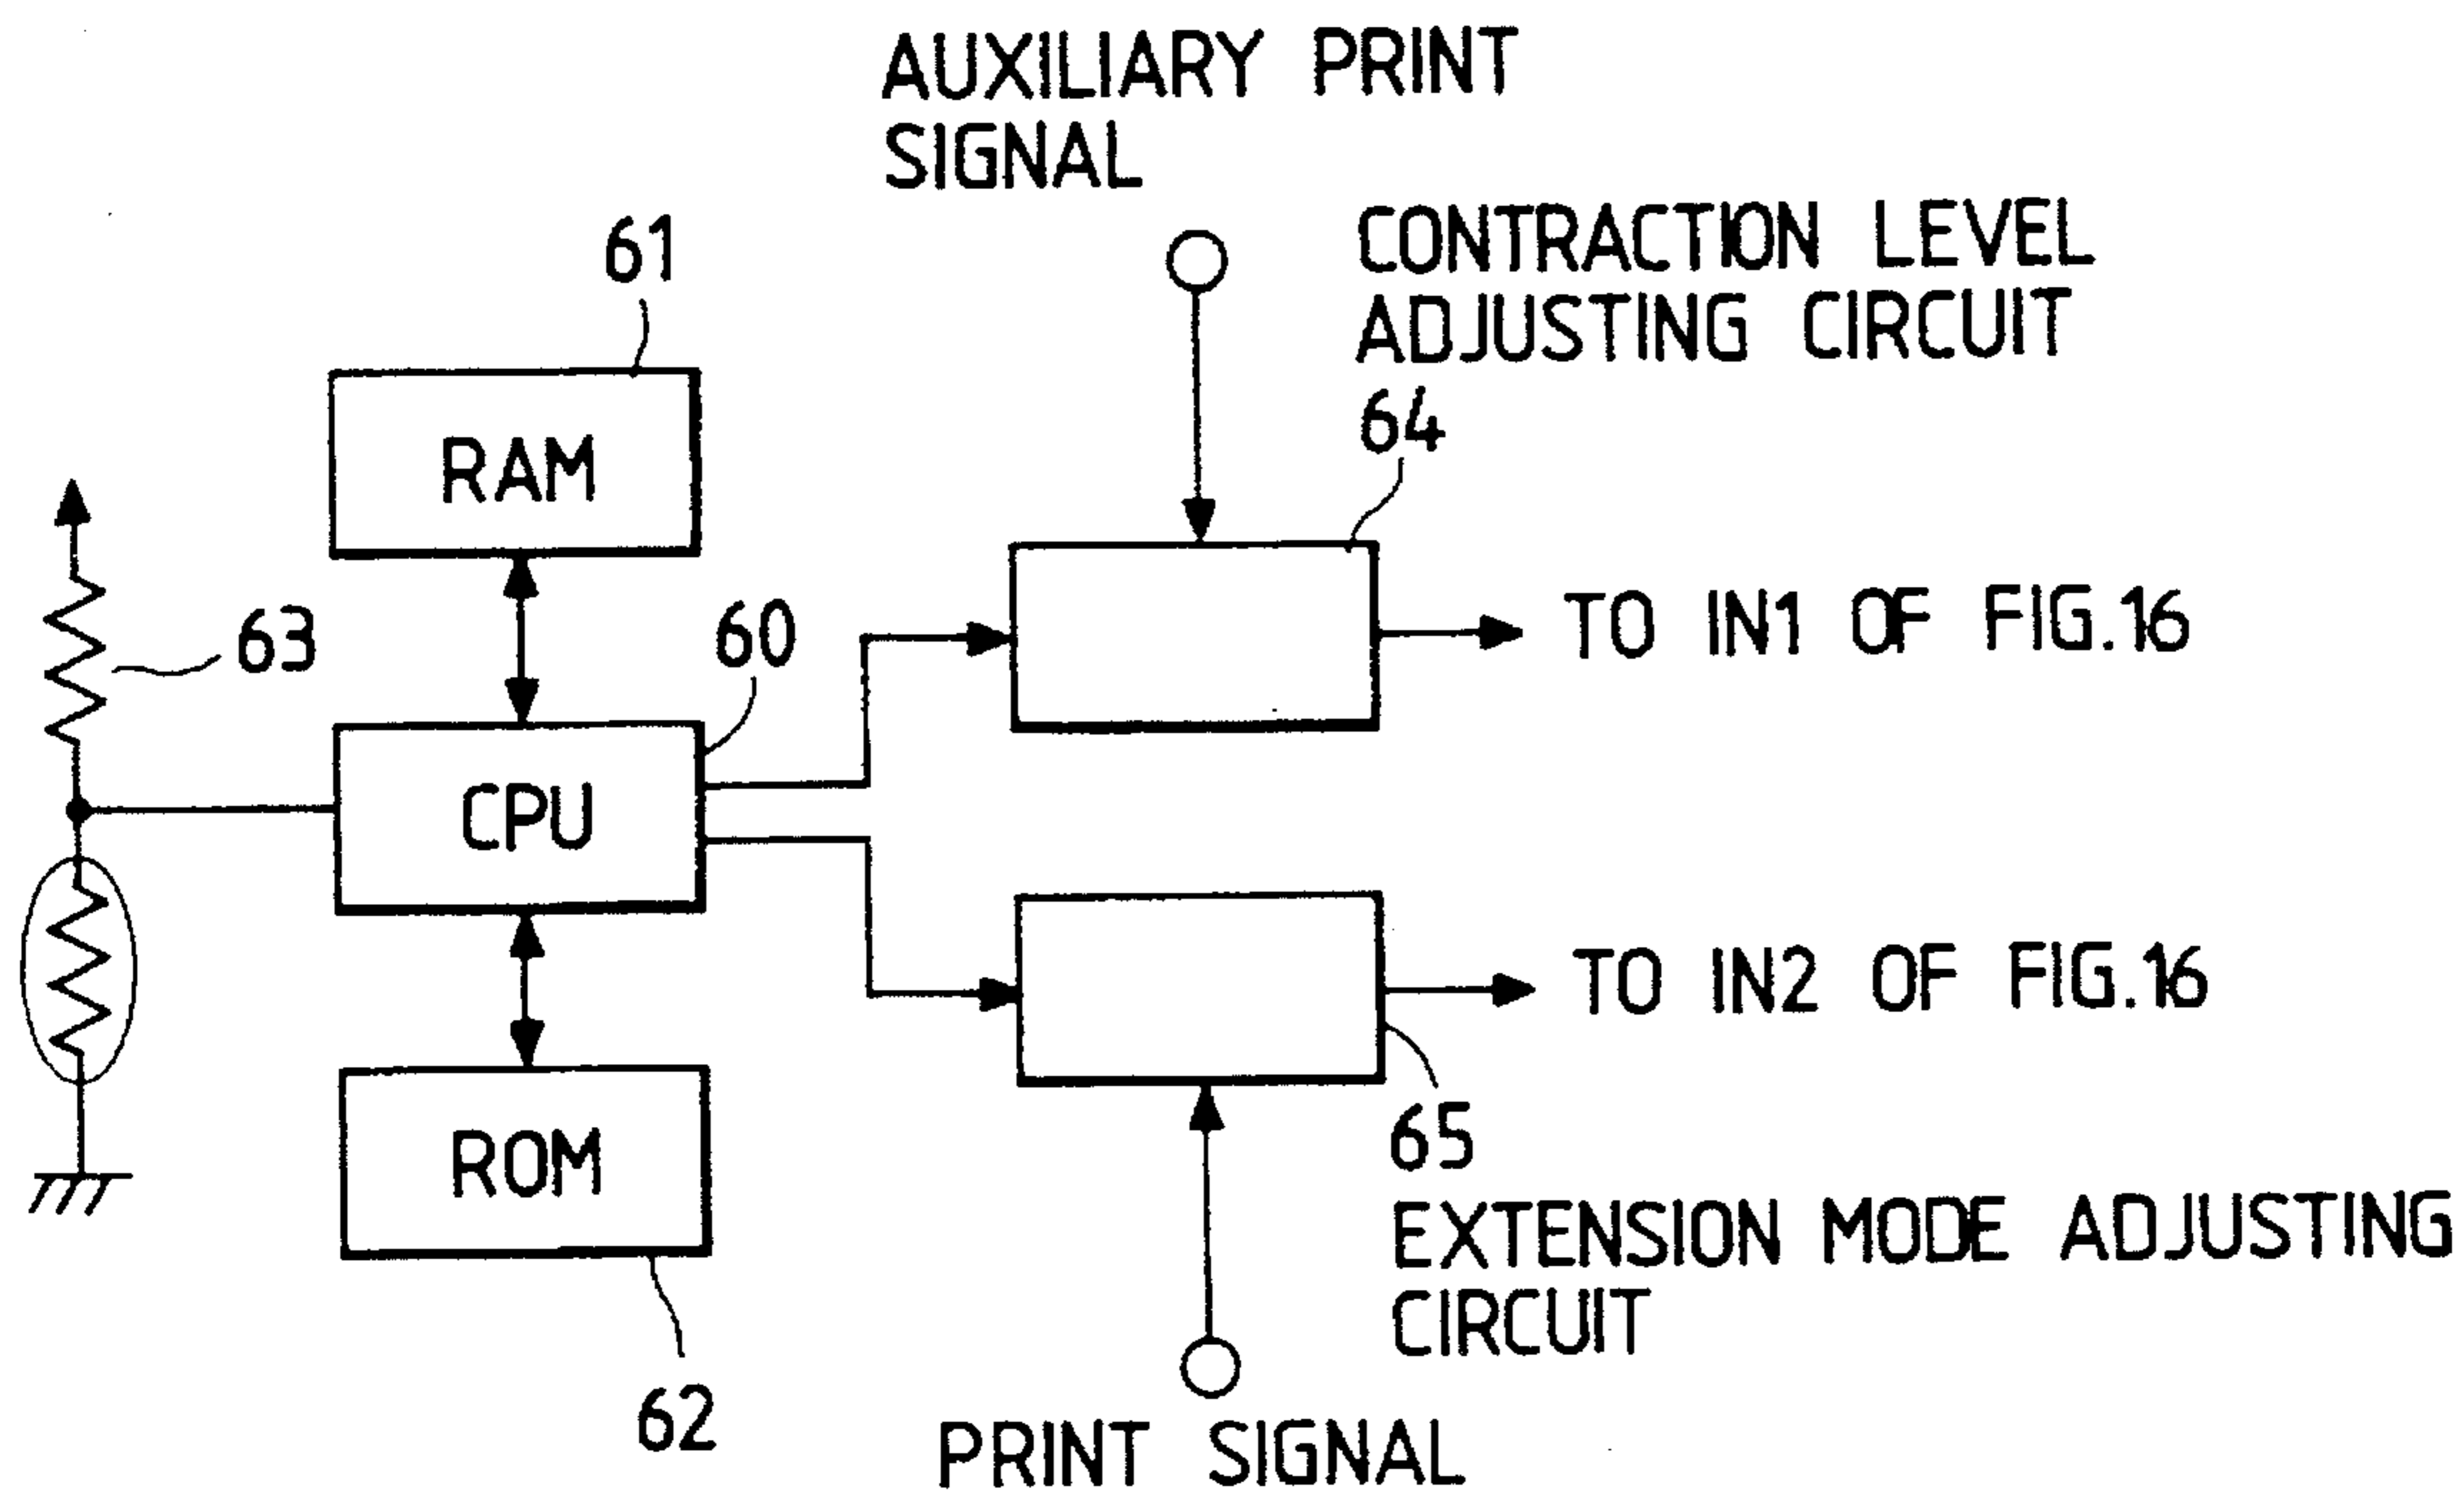 AUXILIARY PRINT
SIGNAL
61
CONTRACTION LEVEL
ADJUSTING CIRCUIT
64
RAM
63
60
TO IN1 OF FIG.16
CPU
TO IN2 OF FIG.16
65
ROM
EXTENSION MODE ADJUSTING
CIRCUIT
62
PRINT SIGNAL